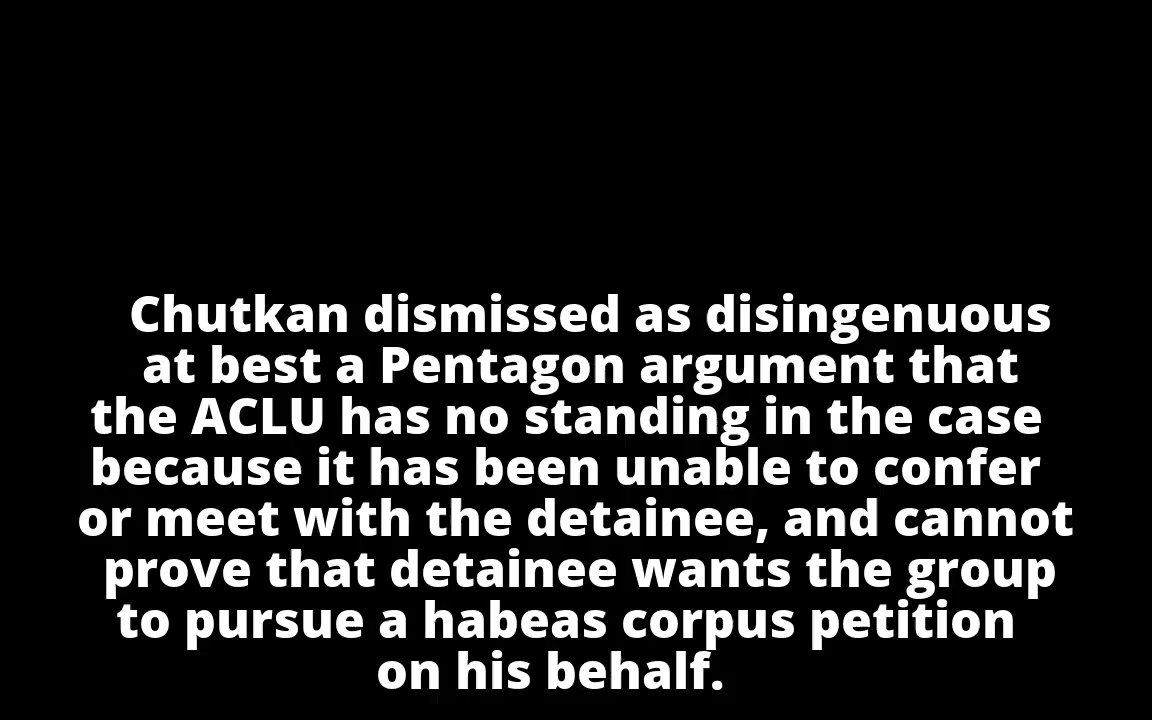 Chutkan dismissed as disingenuous
at best a Pentagon argument that
the ACLU has no standing in the case
because it has been unable to confer
or meet with the detainee, and cannot
prove that detainee wants the group
to pursue a habeas corpus petition
on his behalf.